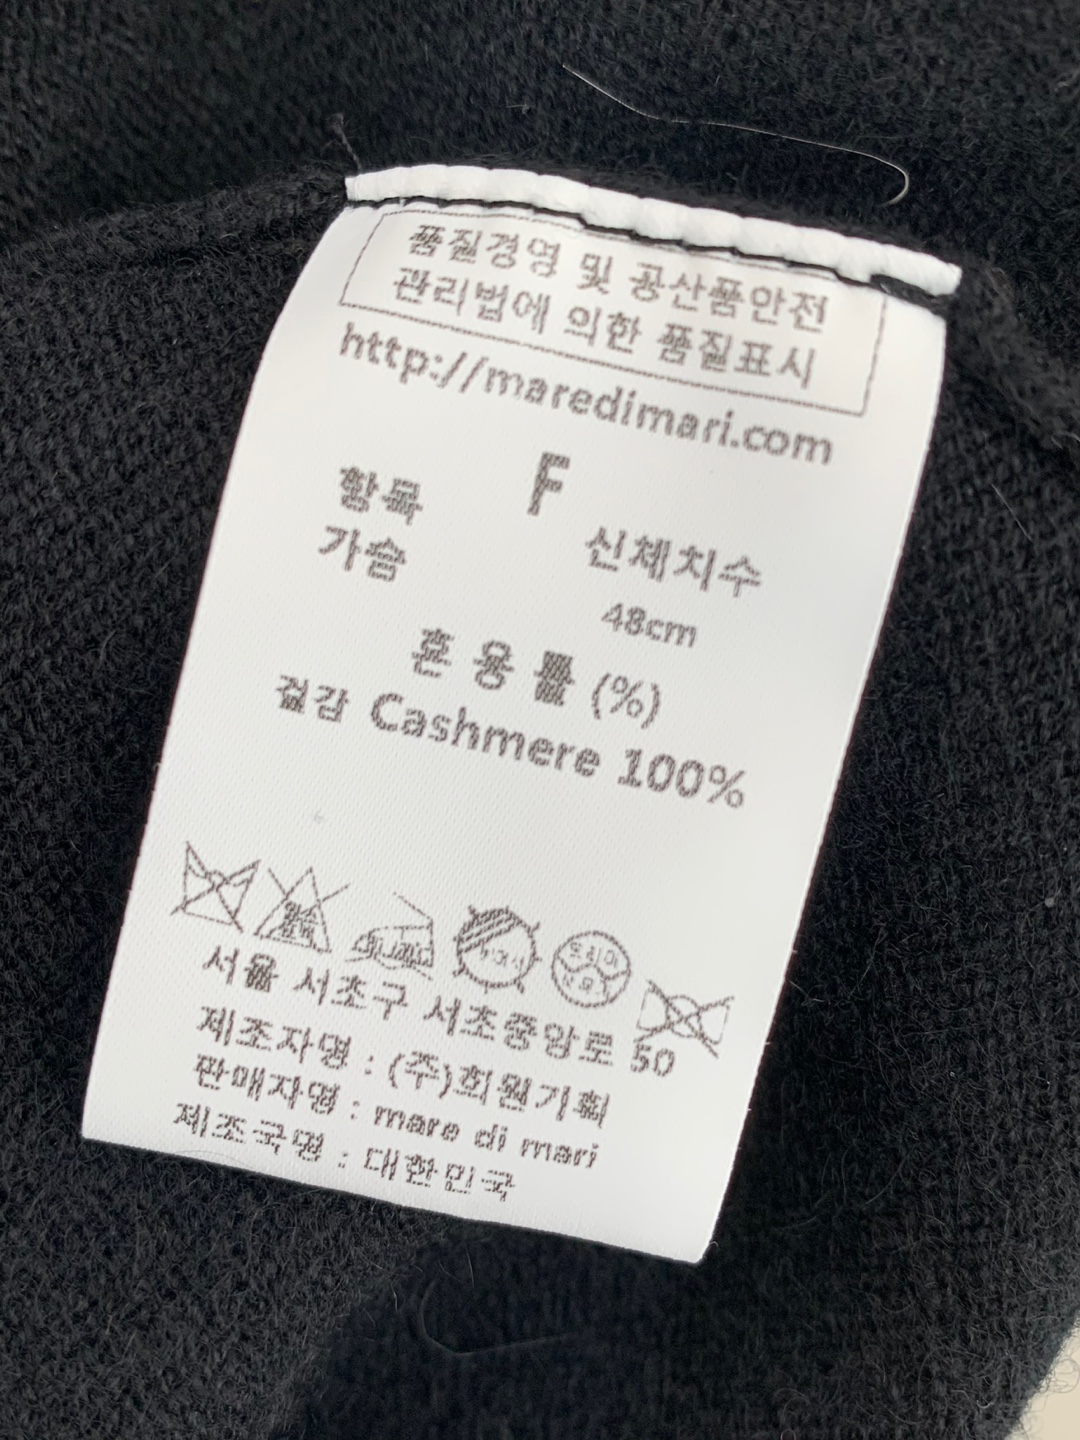 품질경영 및 공산품안전
관리법에 의한 품질표시
http://maredimari.com
F
항목 신체치수
가슴 48cm
혼용률(%)
겉감 Cashmere 100%
드라이
서울 서초구 서초중앙로 50
제조자명 : (주)희원기획
판매자명 : mare di mari
제조국명 : 대한민국